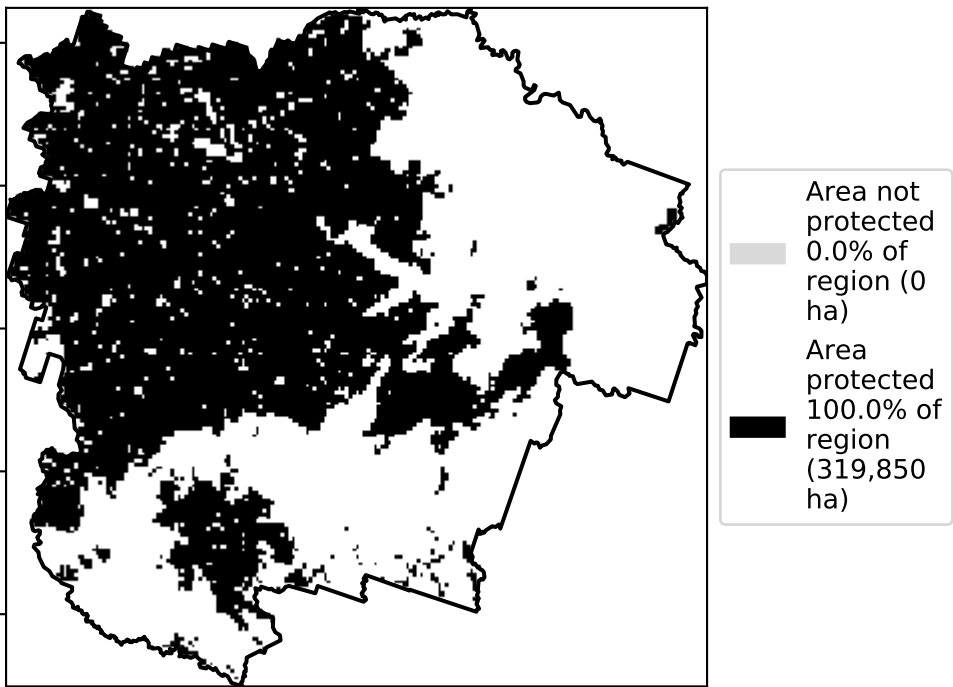 Area not
protected
0.0% of
region (0
ha)
Area
protected
100.0% of
region
(319,850
ha)